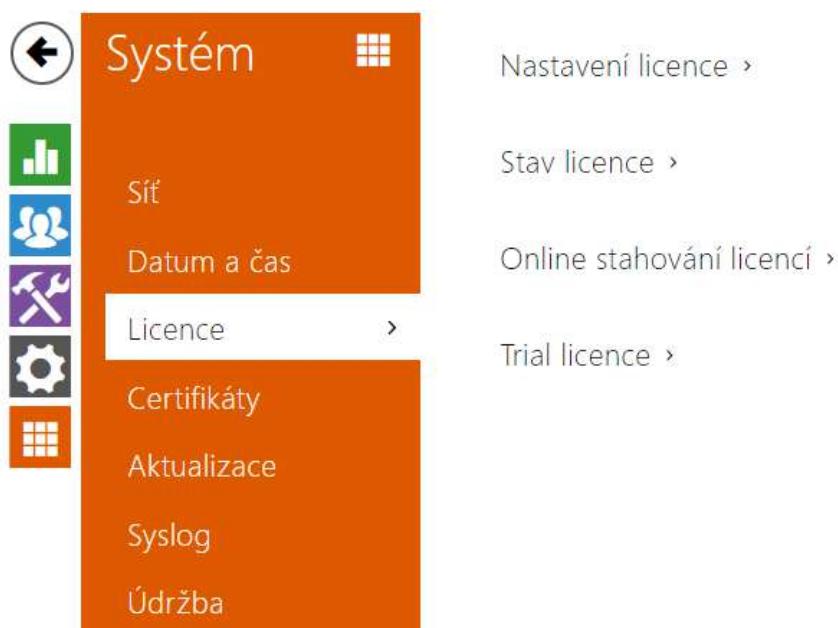 Systém
Síť
Datum a čas
Licence
Certifikáty
Aktualizace
Syslog
Údržba
Nastavení licence
Stav licence
Online stahování licencí
Trial licence